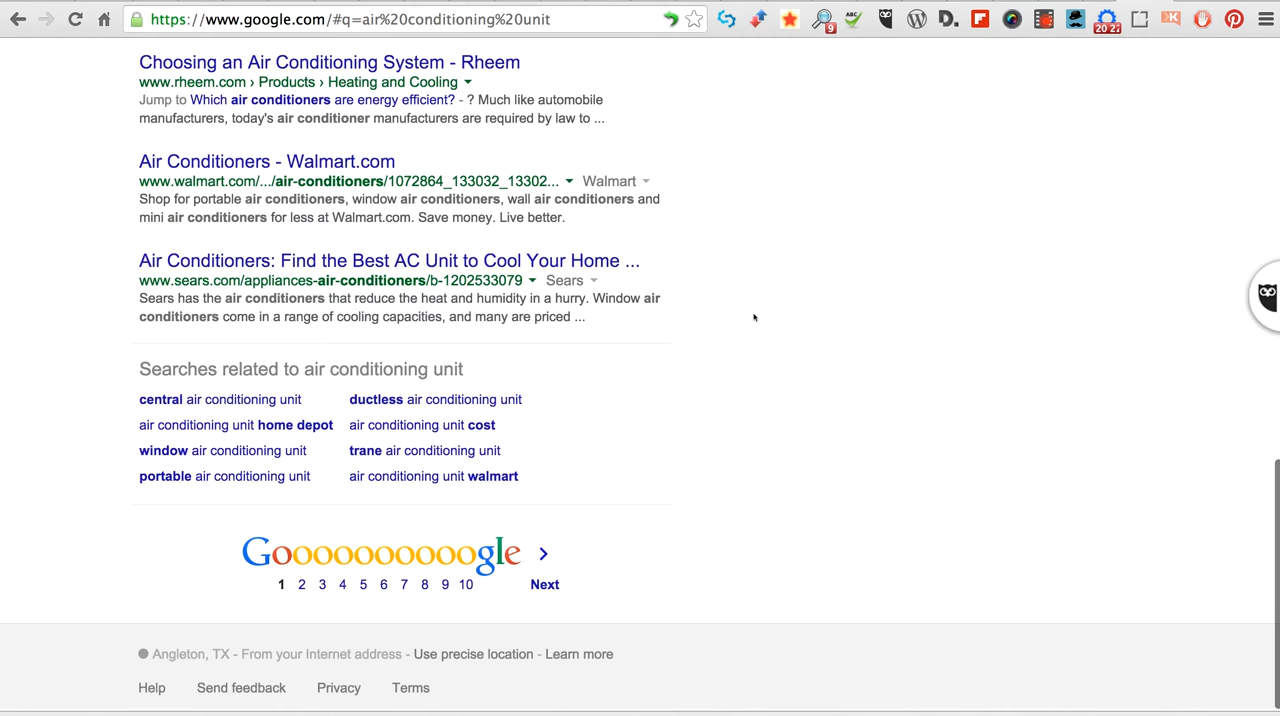 https://www.google.com/#q=air%20conditioning%20unit
9
ABC
D.
20 27
K
Choosing an Air Conditioning System - Rheem
www.rheem.com › Products › Heating and Cooling
Jump to Which air conditioners are energy efficient? - ? Much like automobile
manufacturers, today's air conditioner manufacturers are required by law to ...
Air Conditioners - Walmart.com
www.walmart.com/.../air-conditioners/1072864_133032_13302... Walmart
Shop for portable air conditioners, window air conditioners, wall air conditioners and
mini air conditioners for less at Walmart.com. Save money. Live better.
Air Conditioners: Find the Best AC Unit to Cool Your Home ...
www.sears.com/appliances-air-conditioners/b-1202533079 Sears
Sears has the air conditioners that reduce the heat and humidity in a hurry. Window air
conditioners come in a range of cooling capacities, and many are priced ...
Searches related to air conditioning unit
central air conditioning unit ductless air conditioning unit
air conditioning unit home depot air conditioning unit cost
window air conditioning unit trane air conditioning unit
portable air conditioning unit air conditioning unit walmart
Goooooooooogle >
1 2 3 4 5 6 7 8 9 10 Next
Angleton, TX - From your Internet address - Use precise location - Learn more
Help Send feedback Privacy Terms